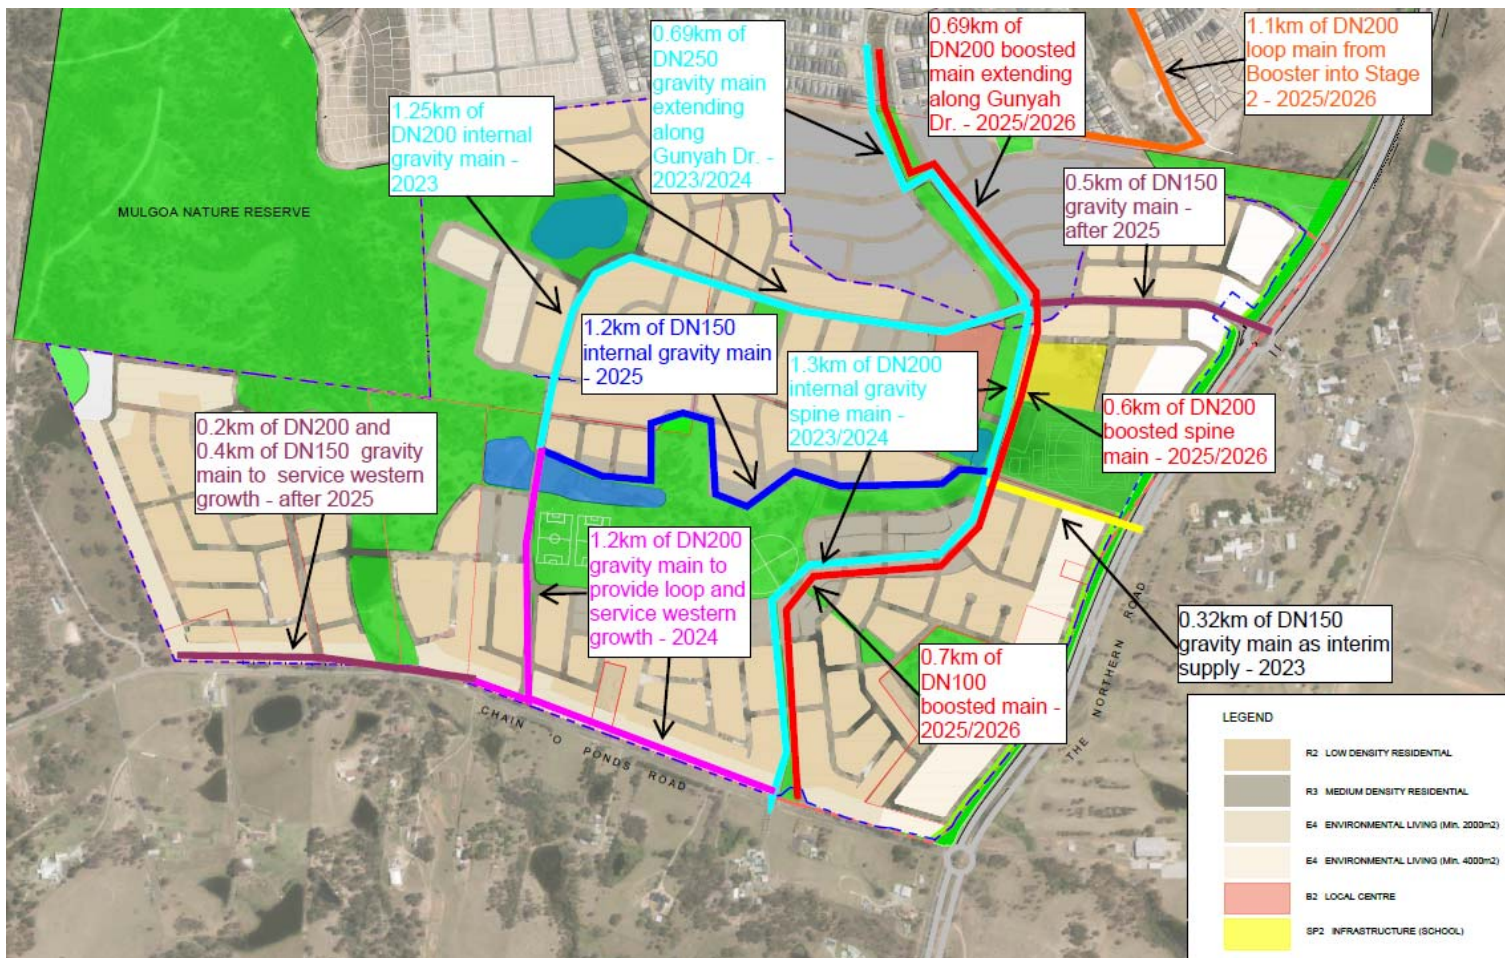 0.69km of
DN250
gravity main
extending
along
Gunyah Dr. -
2023/2024
0.69km of
DN200 boosted
main extending
along Gunyah
Dr. - 2025/2026
1.1km of DN200
loop main from
Booster into Stage
2 - 2025/2026
1.25km of
DN200 internal
gravity main -
2023
0.5km of DN150
gravity main -
after 2025
MULGOA NATURE RESERVE
1.2km of DN150
internal gravity main
- 2025
1.3km of DN200
internal gravity
spine main -
2023/2024
0.6km of DN200
boosted spine
main - 2025/2026
0.2km of DN200 and
0.4km of DN150 gravity
main to service western
growth - after 2025
1.2km of DN200
gravity main to
provide loop and
service western
growth - 2024
0.32km of DN150
gravity main as interim
supply - 2023
0.7km of
DN100
boosted main -
2025/2026
THE NORTHERN ROAD
CHAIN 'O PONDS ROAD
LEGEND
R2 LOW DENSITY RESIDENTIAL
R3 MEDIUM DENSITY RESIDENTIAL
E4 ENVIRONMENTAL LIVING (Min. 2000m2)
E4 ENVIRONMENTAL LIVING (Min. 4000m2)
B2 LOCAL CENTRE
SP2 INFRASTRUCTURE (SCHOOL)